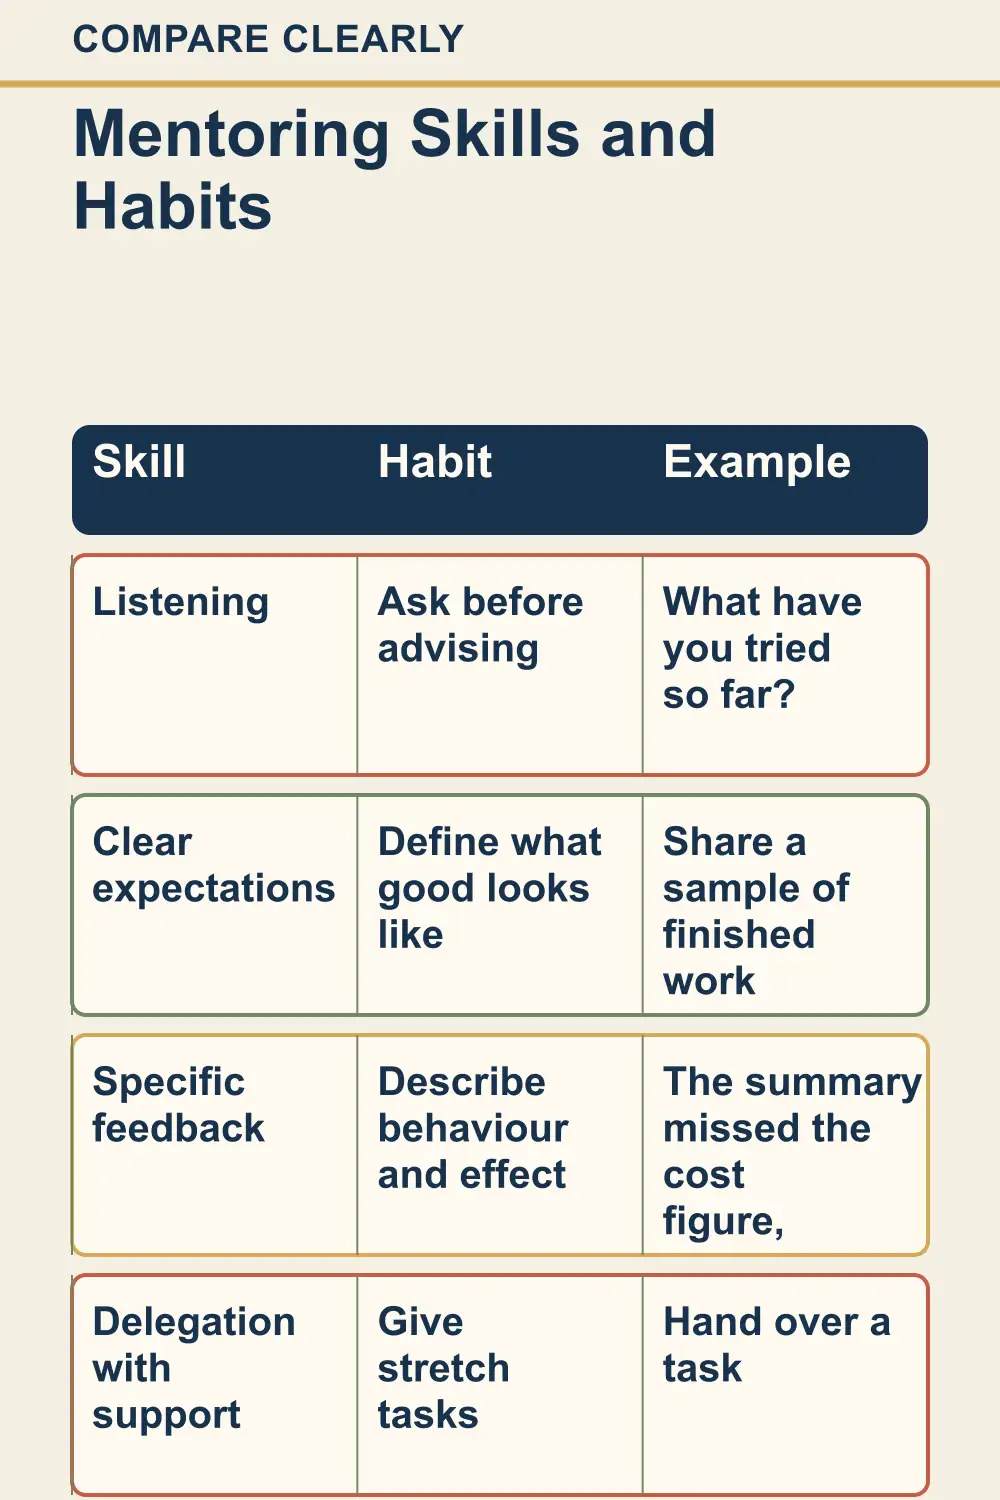 COMPARE CLEARLY
Mentoring Skills and
Habits
Skill
Habit
Example
Listening
Ask before
advising
What have
you tried
so far?
Clear
expectations
Define what
good looks
like
Share a
sample of
finished
work
Specific
feedback
Describe
behaviour
and effect
The summary
missed the
cost
figure,
Delegation
with
support
Give
stretch
tasks
Hand over a
task